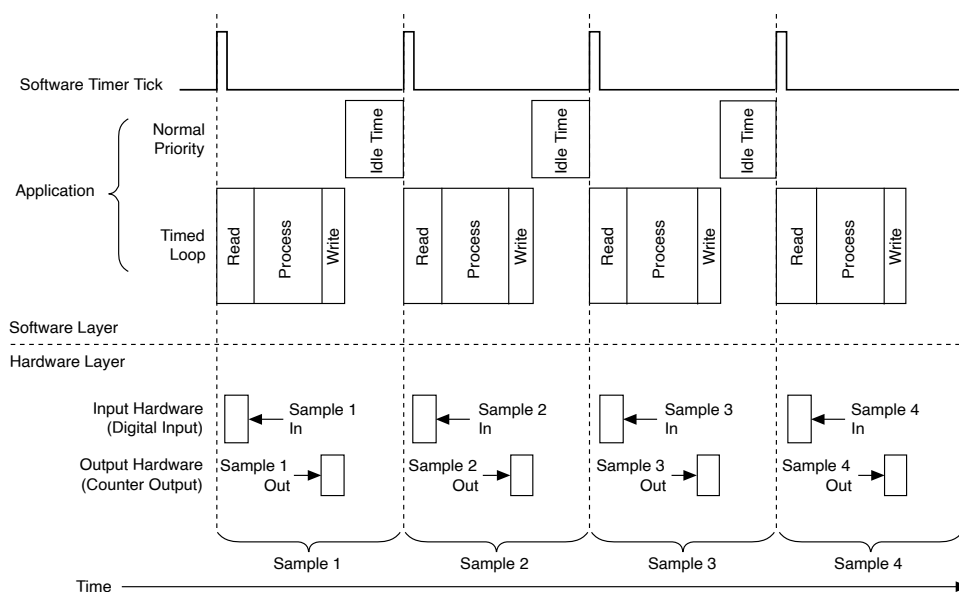 Software Timer Tick
Normal
Priority
Idle Time
Idle Time
Idle Time
Application
Timed
Loop
Read
Process
Write
Read
Process
Write
Read
Process
Write
Read
Process
Write
Software Layer
Hardware Layer
Input Hardware
(Digital Input)
Sample 1
In
Sample 2
In
Sample 3
In
Sample 4
In
Output Hardware
(Counter Output)
Sample 1
Out
Sample 2
Out
Sample 3
Out
Sample 4
Out
Sample 1
Sample 2
Sample 3
Sample 4
Time